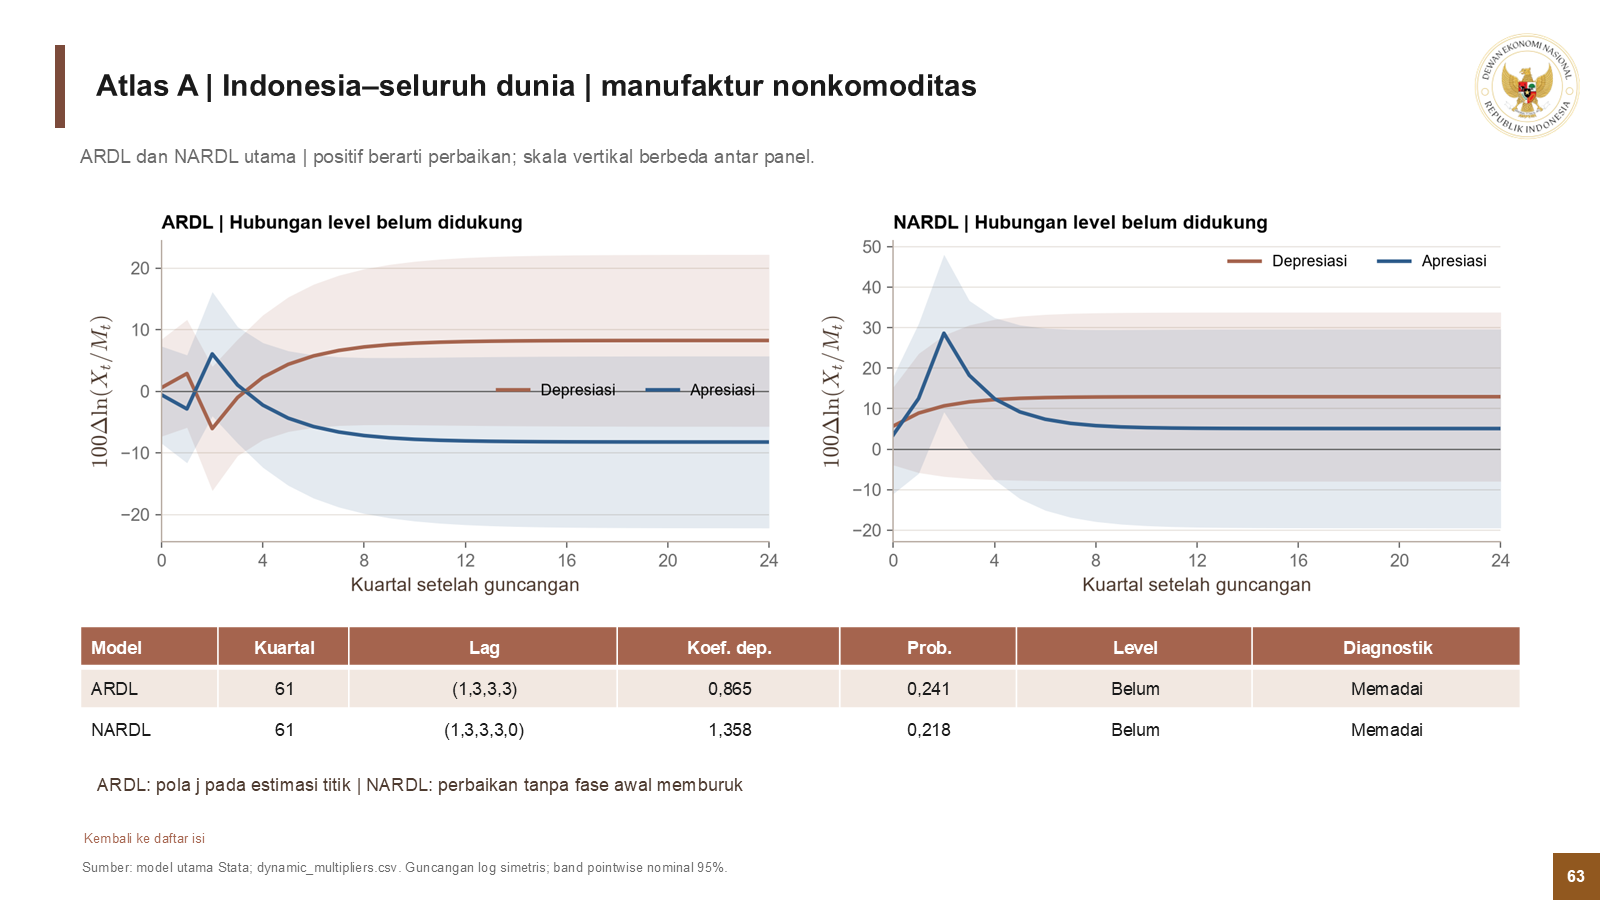 Atlas A | Indonesia–seluruh dunia | manufaktur nonkomoditas
DEWAN EKONOMI NASIONAL
REPUBLIK INDONESIA
ARDL dan NARDL utama | positif berarti perbaikan; skala vertikal berbeda antar panel.
ARDL | Hubungan level belum didukung
20
10
0
−10
−20
100Δln(Xₜ/Mₜ)
Depresiasi
Apresiasi
0 4 8 12 16 20 24
Kuartal setelah guncangan
NARDL | Hubungan level belum didukung
50
40
30
20
10
0
−10
−20
100Δln(Xₜ/Mₜ)
Depresiasi
Apresiasi
0 4 8 12 16 20 24
Kuartal setelah guncangan
Model Kuartal Lag Koef. dep. Prob. Level Diagnostik
ARDL 61 (1,3,3,3) 0,865 0,241 Belum Memadai
NARDL 61 (1,3,3,3,0) 1,358 0,218 Belum Memadai
ARDL: pola j pada estimasi titik | NARDL: perbaikan tanpa fase awal memburuk
Kembali ke daftar isi
Sumber: model utama Stata; dynamic_multipliers.csv. Guncangan log simetris; band pointwise nominal 95%.
63